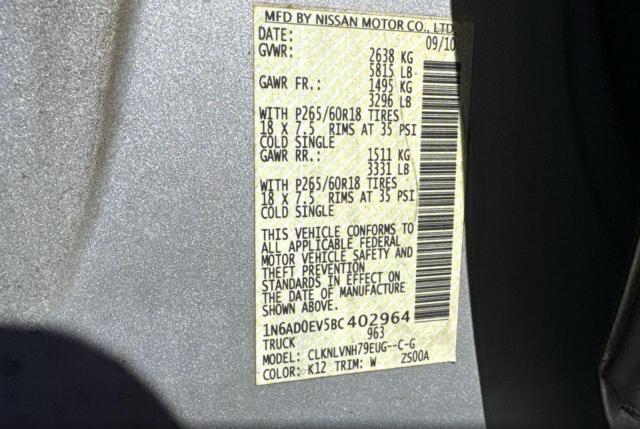 MFD BY NISSAN MOTOR CO., LTD.
DATE: 09/10
GVWR: 2638 KG
5815 LB
GAWR FR.: 1495 KG
3296 LB
WITH P265/60R18 TIRES
18 X 7.5 RIMS AT 35 PSI
COLD SINGLE
GAWR RR.: 1511 KG
3331 LB
WITH P265/60R18 TIRES
18 X 7.5 RIMS AT 35 PSI
COLD SINGLE
THIS VEHICLE CONFORMS TO
ALL APPLICABLE FEDERAL
MOTOR VEHICLE SAFETY AND
THEFT PREVENTION
STANDARDS IN EFFECT ON
THE DATE OF MANUFACTURE
SHOWN ABOVE.
1N6AD0EV5BC402964
TRUCK 963
MODEL: CLKNLVNH79EUG--C-G
COLOR: K12 TRIM: W ZS00A